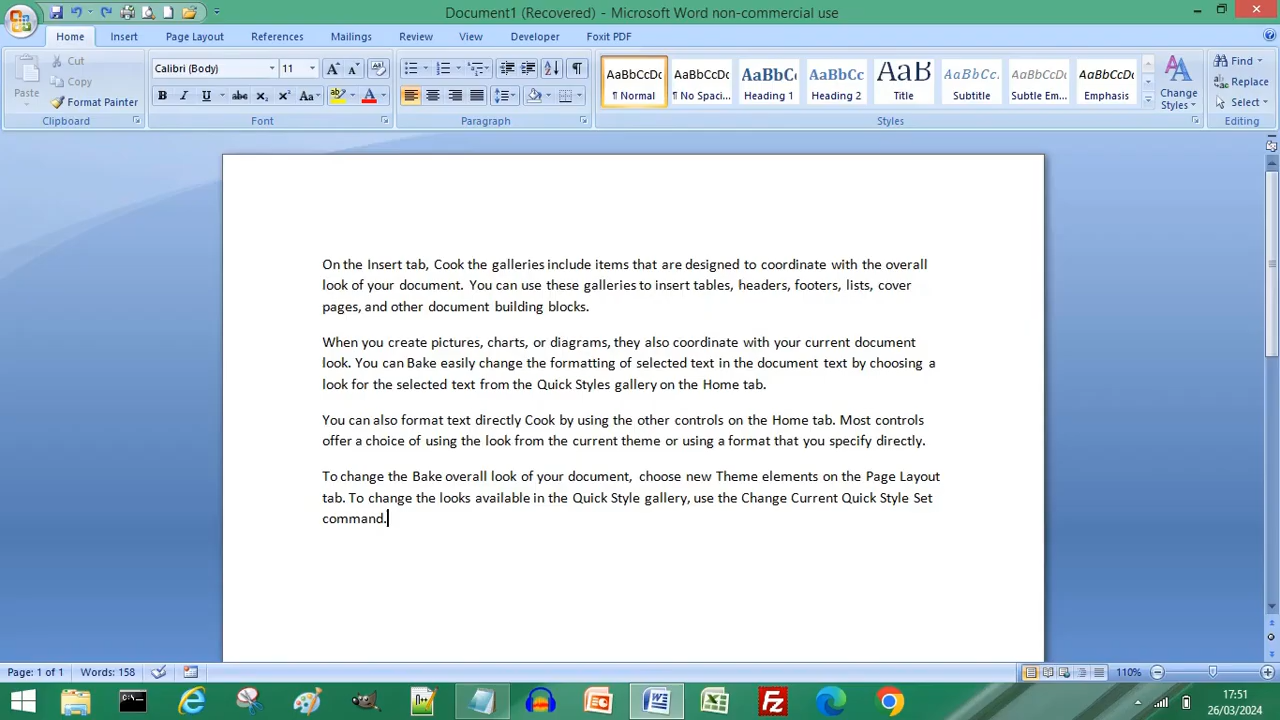 Document1 (Recovered) - Microsoft Word non-commercial use
Home Insert Page Layout References Mailings Review View Developer Foxit PDF
Paste
Cut
Copy
Format Painter
Clipboard
Calibri (Body) 11
B I U abc X₂ X² Aa
Font
Paragraph
AaBbCcDc AaBbCcDc AaBbC AaBbCc AaB AaBbCc. AaBbCcDc AaBbCcDc
¶ Normal ¶ No Spaci... Heading 1 Heading 2 Title Subtitle Subtle Em... Emphasis
Change
Styles
Styles
Find
Replace
Select
Editing
On the Insert tab, Cook the galleries include items that are designed to coordinate with the overall
look of your document. You can use these galleries to insert tables, headers, footers, lists, cover
pages, and other document building blocks.
When you create pictures, charts, or diagrams, they also coordinate with your current document
look. You can Bake easily change the formatting of selected text in the document text by choosing a
look for the selected text from the Quick Styles gallery on the Home tab.
You can also format text directly Cook by using the other controls on the Home tab. Most controls
offer a choice of using the look from the current theme or using a format that you specify directly.
To change the Bake overall look of your document, choose new Theme elements on the Page Layout
tab. To change the looks available in the Quick Style gallery, use the Change Current Quick Style Set
command.
Page: 1 of 1 Words: 158 110%
17:51
26/03/2024